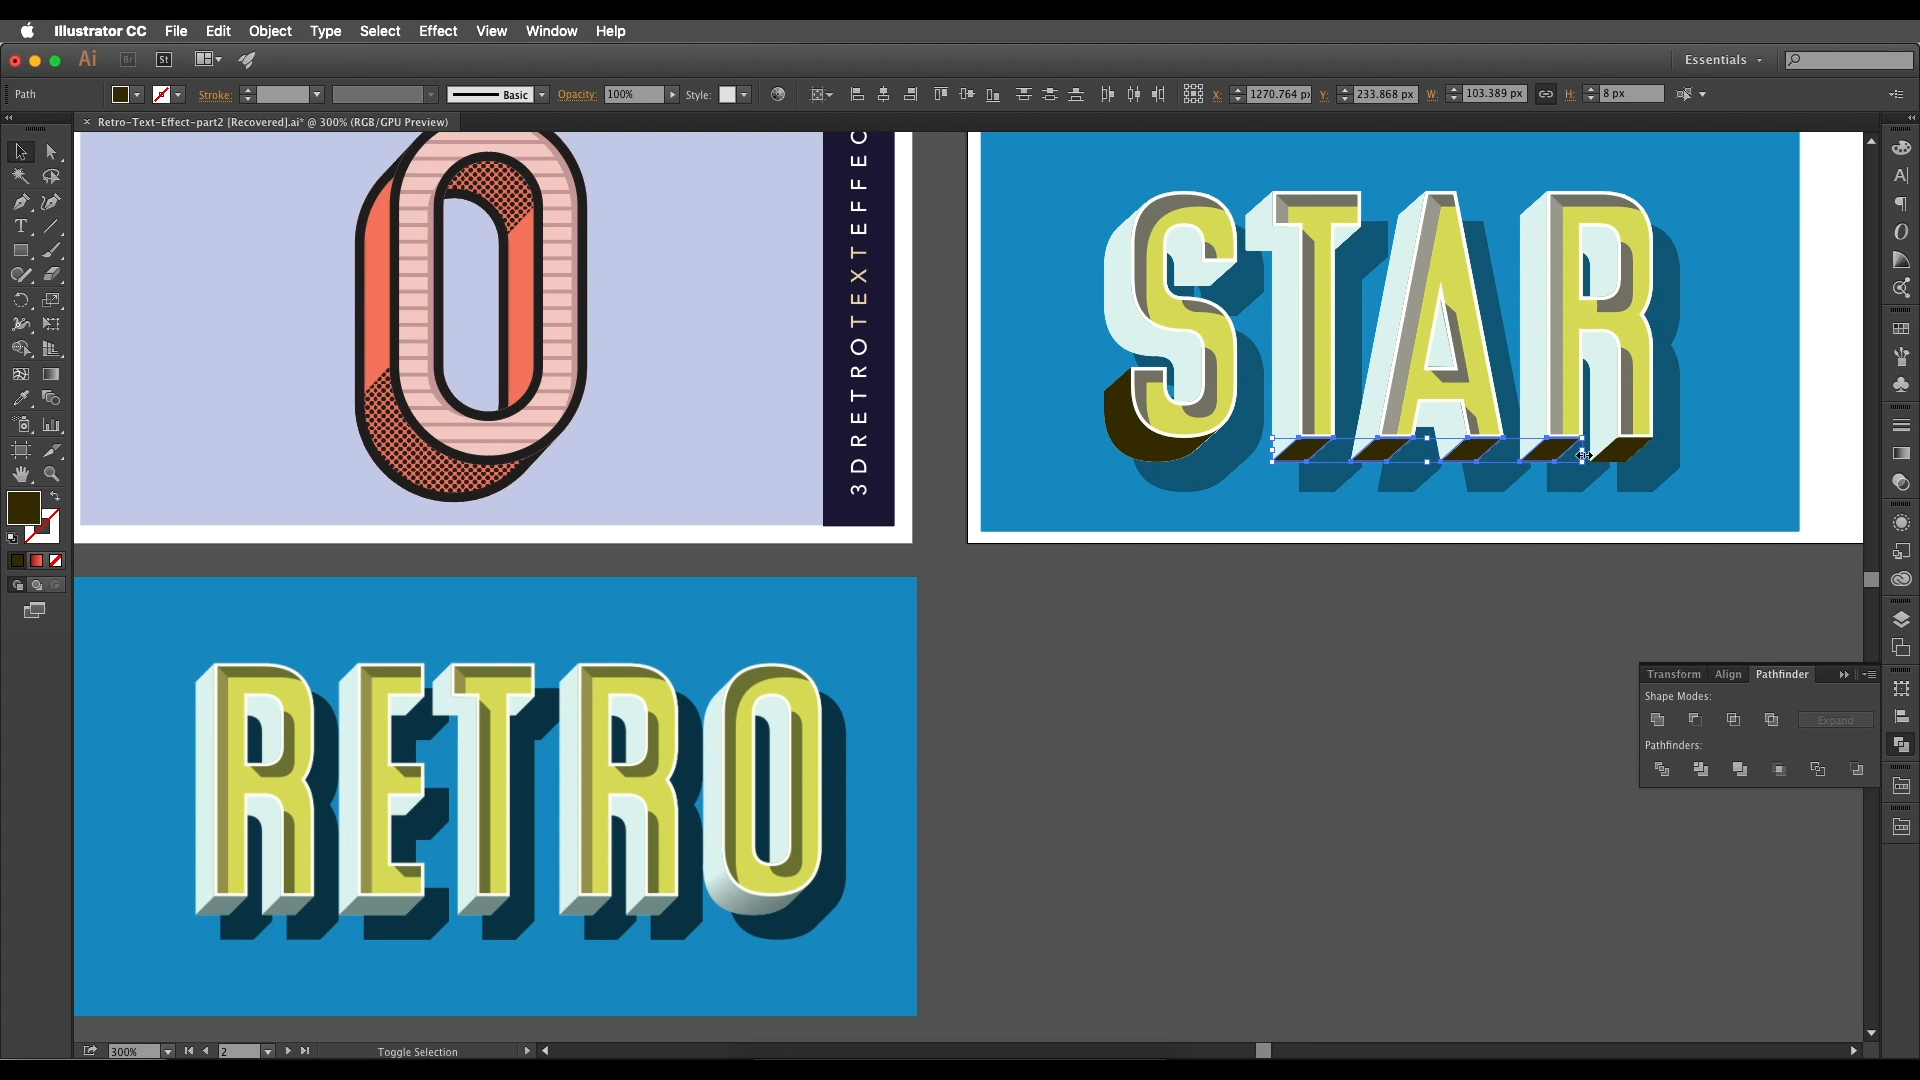 Illustrator CC File Edit Object Type Select Effect View Window Help
Ai Br St Essentials
Path Stroke: Basic Opacity: 100% Style: X: 1270.764 px Y: 233.868 px W: 103.389 px H: 8 px
× Retro-Text-Effect-part2 [Recovered].ai* @ 300% (RGB/GPU Preview)
3DRETROTEXTEFFEC
STAR
RETRO
Transform Align Pathfinder
Shape Modes:
Expand
Pathfinders:
300% 2 Toggle Selection